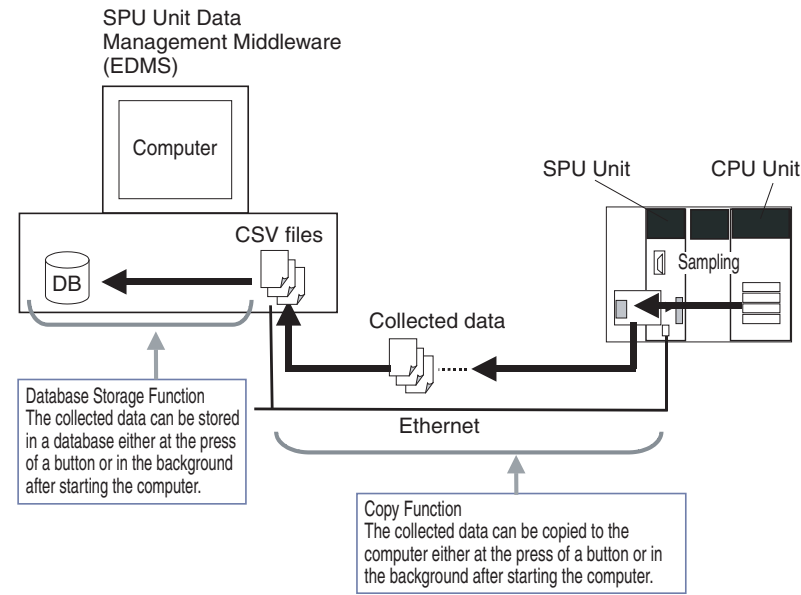 SPU Unit Data
Management Middleware
(EDMS)
Computer
SPU Unit
CPU Unit
CSV files
DB
Sampling
Collected data
Ethernet
Database Storage Function
The collected data can be stored
in a database either at the press
of a button or in the background
after starting the computer.
Copy Function
The collected data can be copied to the
computer either at the press of a button or in
the background after starting the computer.